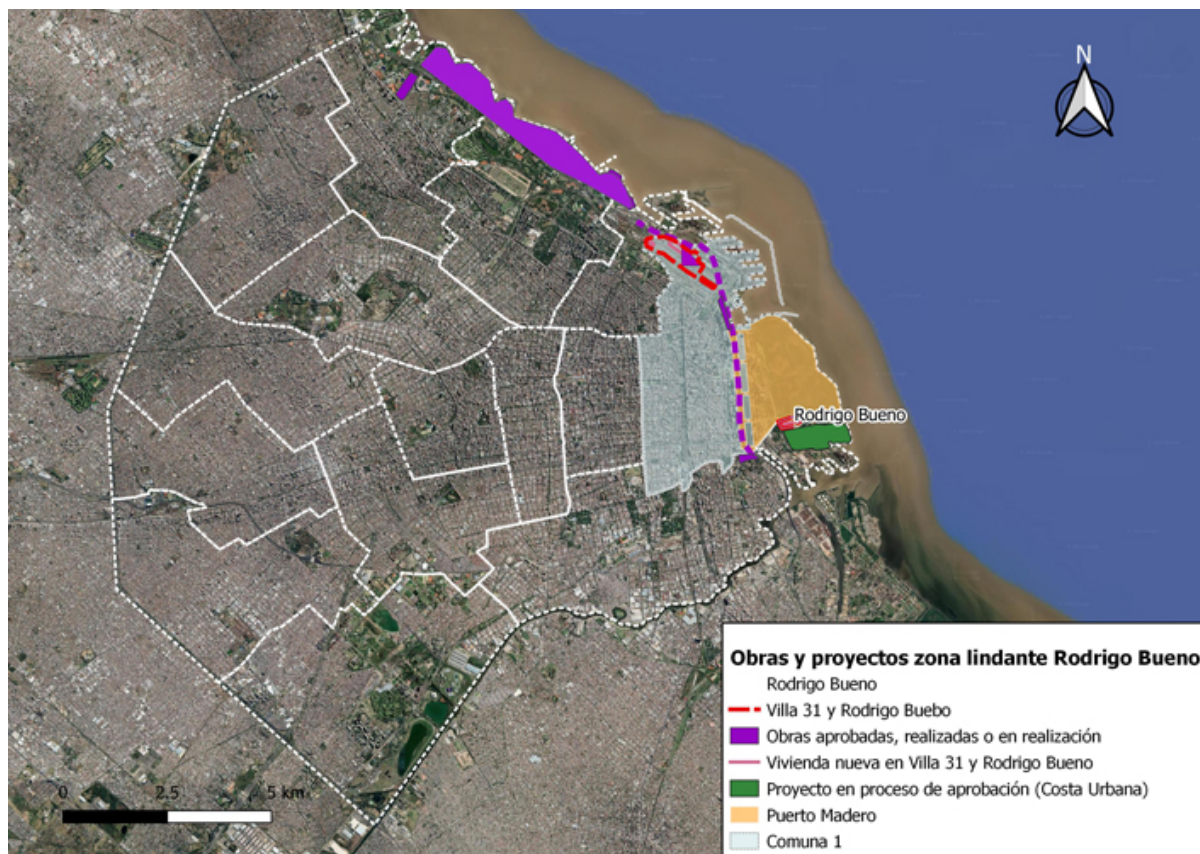 N
Rodrigo Bueno
Obras y proyectos zona lindante Rodrigo Bueno
Rodrigo Bueno
Villa 31 y Rodrigo Buebo
Obras aprobadas, realizadas o en realización
Vivienda nueva en Villa 31 y Rodrigo Bueno
Proyecto en proceso de aprobación (Costa Urbana)
Puerto Madero
Comuna 1
0 2.5 5 km